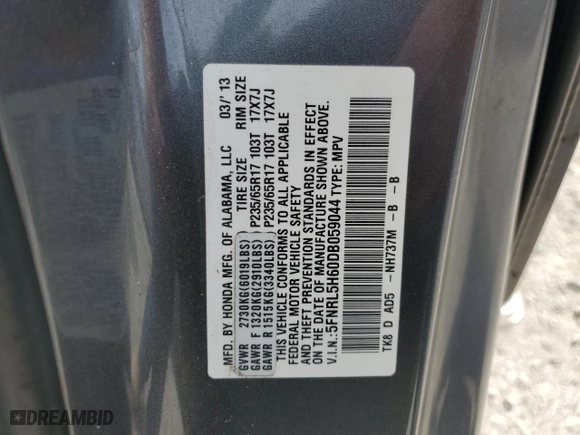 MFD. BY HONDA MFG. OF ALABAMA, LLC 03/'13
GVWR 2730KG(6019LBS) TIRE SIZE RIM SIZE
GAWR F 1320KG(2910LBS) P235/65R17 103T 17X7J
GAWR R 1515KG(3340LBS) P235/65R17 103T 17X7J
THIS VEHICLE CONFORMS TO ALL APPLICABLE
FEDERAL MOTOR VEHICLE SAFETY
AND THEFT PREVENTION STANDARDS IN EFFECT
ON THE DATE OF MANUFACTURE SHOWN ABOVE.
V.I.N.:5FNRL5H60DB059044 TYPE: MPV
TK8 D AD5 -NH737M -B -B
DREAMBID